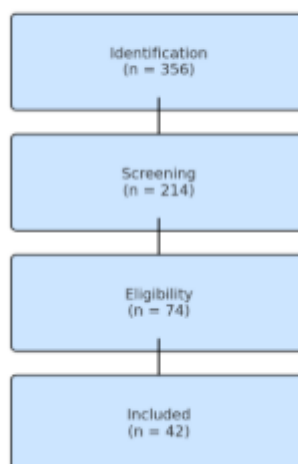 Identification
(n = 356)
Screening
(n = 214)
Eligibility
(n = 74)
Included
(n = 42)